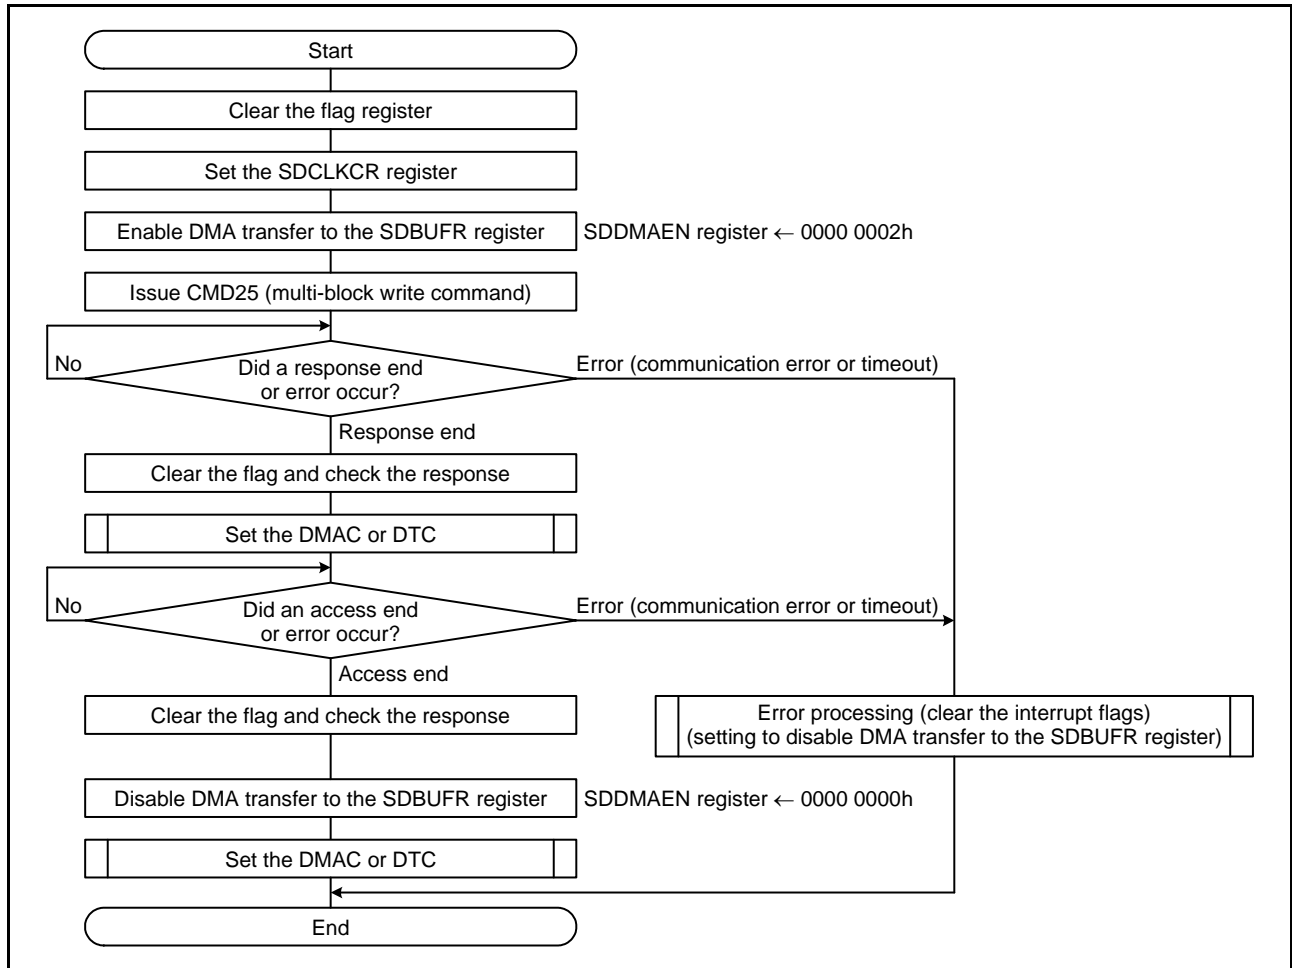 Start
Clear the flag register
Set the SDCLKCR register
Enable DMA transfer to the SDBUFR register
SDDMAEN register ← 0000 0002h
Issue CMD25 (multi-block write command)
No
Did a response end
or error occur?
Error (communication error or timeout)
Response end
Clear the flag and check the response
Set the DMAC or DTC
No
Did an access end
or error occur?
Error (communication error or timeout)
Access end
Clear the flag and check the response
Error processing (clear the interrupt flags)
(setting to disable DMA transfer to the SDBUFR register)
Disable DMA transfer to the SDBUFR register
SDDMAEN register ← 0000 0000h
Set the DMAC or DTC
End